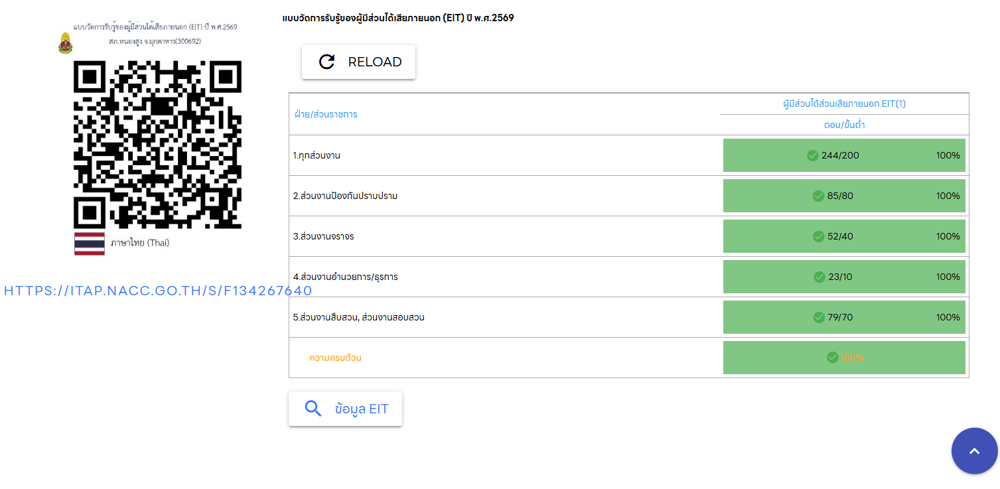 แบบวัดการรับรู้ของผู้มีส่วนได้เสียภายนอก (EIT) ปี พ.ศ.2569
สภ.หนองสูง จ.มุกดาหาร(300692)
ภาษาไทย (Thai)
HTTPS://ITAP.NACC.GO.TH/S/F134267640
แบบวัดการรับรู้ของผู้มีส่วนได้เสียภายนอก (EIT) ปี พ.ศ.2569
RELOAD
ฝ่าย/ส่วนราชการ
ผู้มีส่วนได้ส่วนเสียภายนอก EIT(1)
ตอบ/ขั้นต่ำ
1.ทุกส่วนงาน 244/200 100%
2.ส่วนงานป้องกันปราบปราม 85/80 100%
3.ส่วนงานจราจร 52/40 100%
4.ส่วนงานอำนวยการ/ธุรการ 23/10 100%
5.ส่วนงานสืบสวน, ส่วนงานสอบสวน 79/70 100%
ความครบถ้วน 100%
ข้อมูล EIT